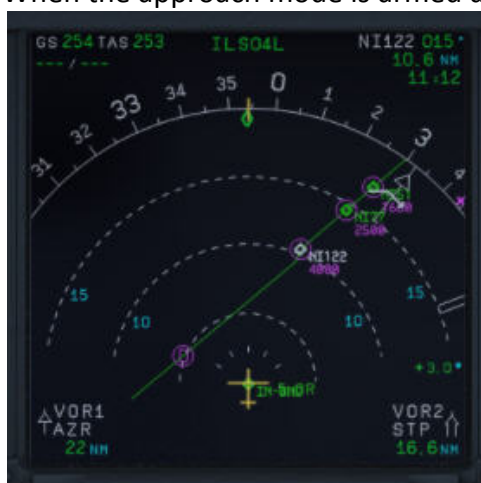 When the approach mode is armed
GS 254 TAS 253 ILS04L NI122 015°
---/--- 10.6 NM
11:12
31 32 33 34 35 0 1 2 3 4
2500
NI122
4000
15 15
10 10
+3.0°
VOR1 VOR2
AZR STP
22 NM 16.6 NM